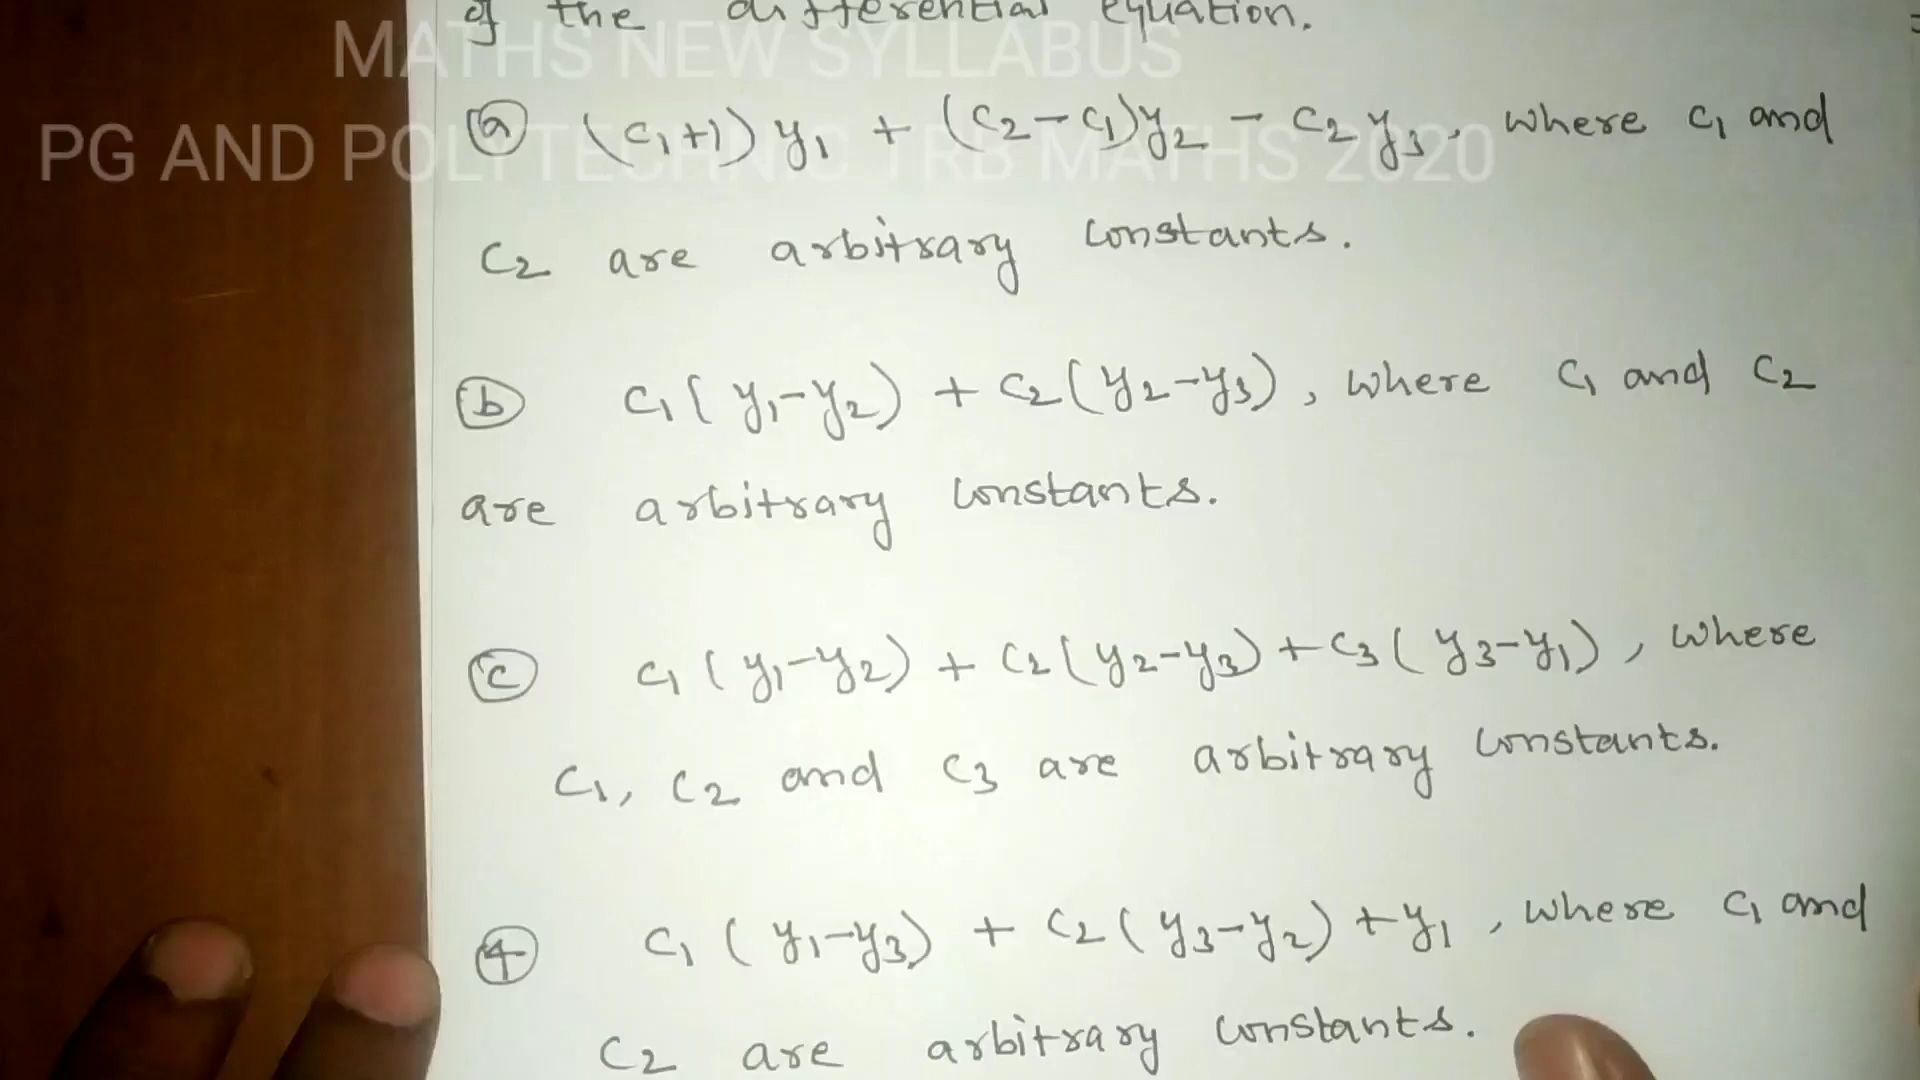 of the differential equation.
MATHS NEW SYLLABUS
PG AND POLYTECHNIC TRB MATHS 2020
(a) (c₁+1) y₁ + (c₂-c₁)y₂ - c₂ y₃, where c₁ and
c₂ are arbitrary constants.
(b) c₁(y₁-y₂) + c₂(y₂-y₃), where c₁ and c₂
are arbitrary constants.
(c) c₁(y₁-y₂) + c₂(y₂-y₃) + c₃(y₃-y₁), where
c₁, c₂ and c₃ are arbitrary constants.
(4) c₁(y₁-y₃) + c₂(y₃-y₂) + y₁, where c₁ and
c₂ are arbitrary constants.